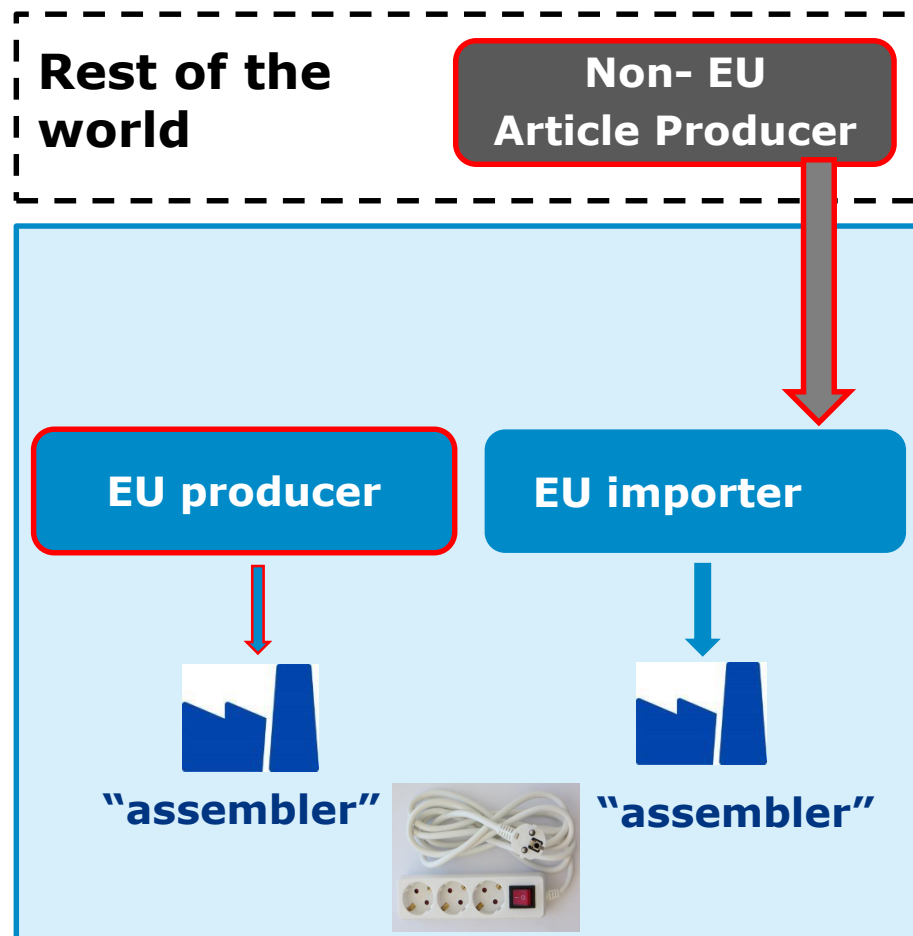 Rest of the
world
Non- EU
Article Producer
EU producer
EU importer
“assembler”
“assembler”